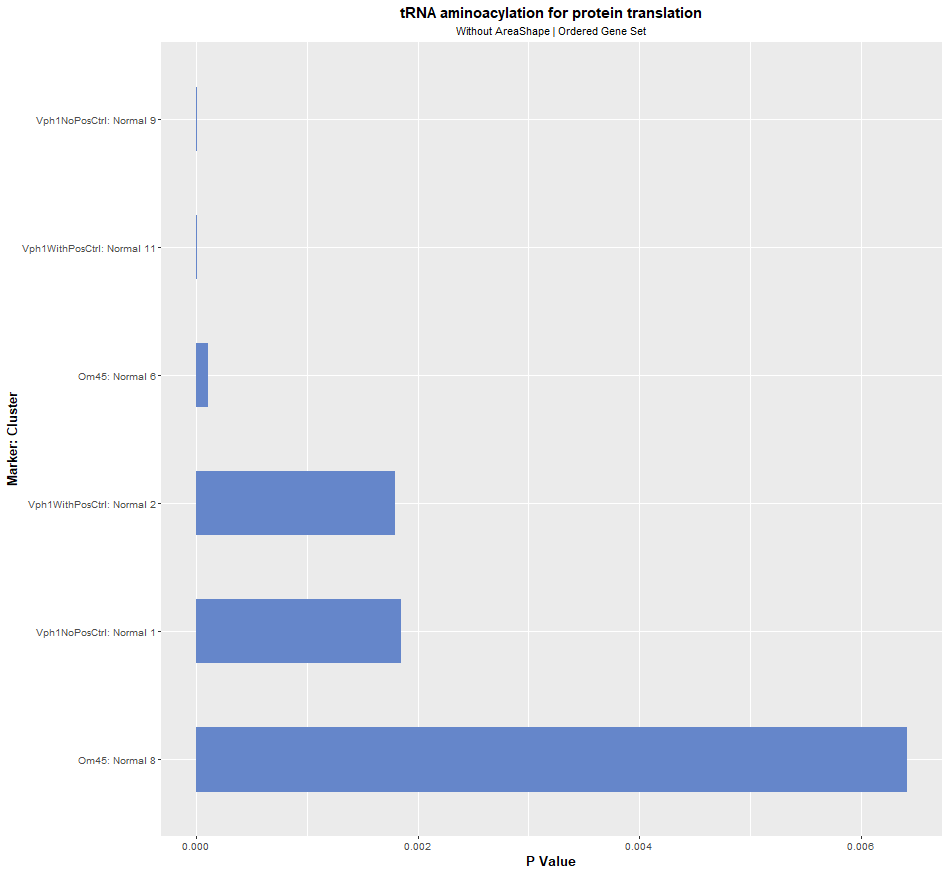 tRNA aminoacylation for protein translation
Without AreaShape | Ordered Gene Set
Marker: Cluster
Vph1NoPosCtrl: Normal 9
Vph1WithPosCtrl: Normal 11
Om45: Normal 6
Vph1WithPosCtrl: Normal 2
Vph1NoPosCtrl: Normal 1
Om45: Normal 8
0.000 0.002 0.004 0.006
P Value